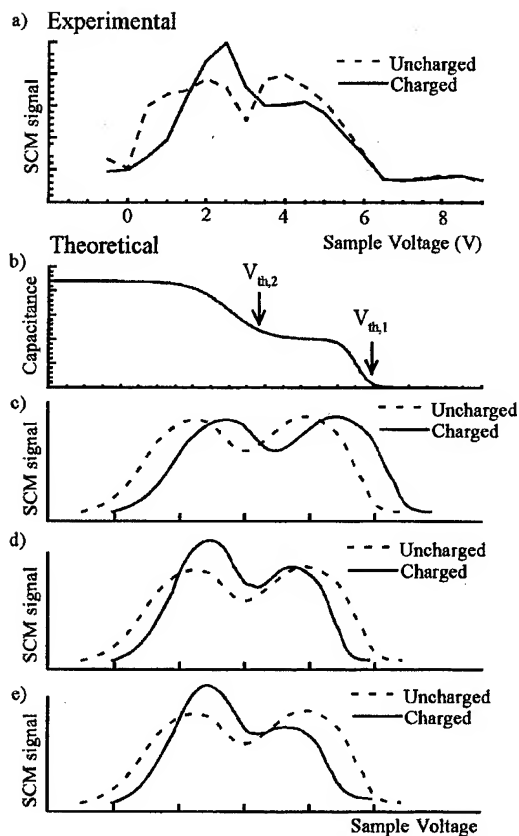 a) Experimental
Uncharged
Charged
SCM signal
0 2 4 6 8
Sample Voltage (V)
Theoretical
b)
Capacitance
Vth,2
Vth,1
c)
Uncharged
Charged
SCM signal
d)
Uncharged
Charged
SCM signal
e)
Uncharged
Charged
SCM signal
Sample Voltage